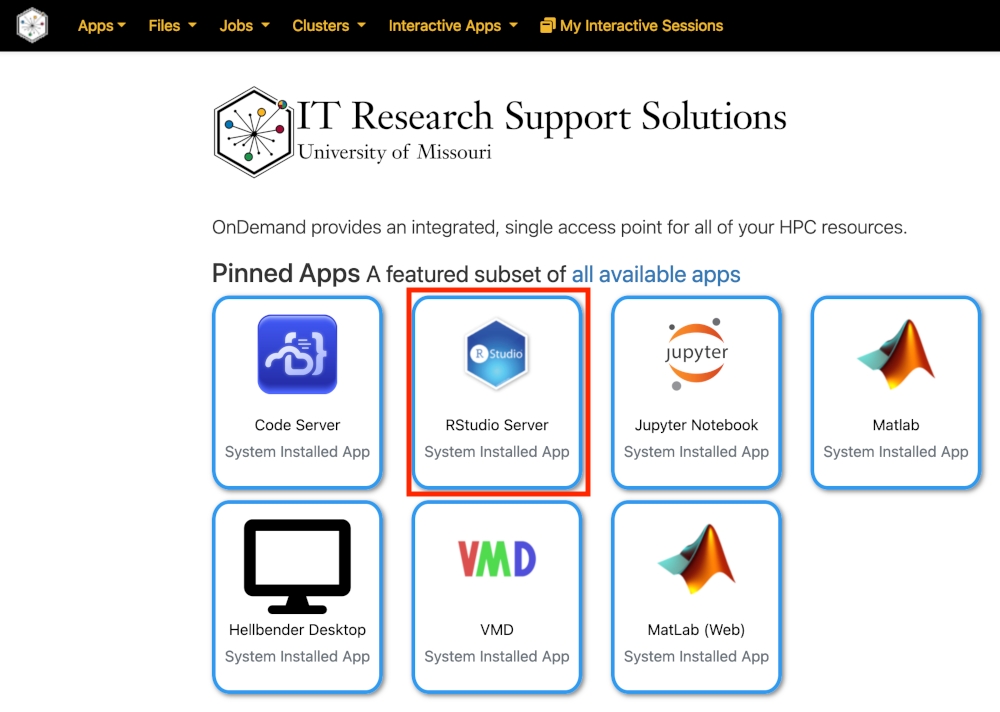 Apps Files Jobs Clusters Interactive Apps My Interactive Sessions
IT Research Support Solutions
University of Missouri
OnDemand provides an integrated, single access point for all of your HPC resources.
Pinned Apps A featured subset of all available apps
R Studio
jupyter
Code Server RStudio Server Jupyter Notebook Matlab
System Installed App System Installed App System Installed App System Installed App
VMD
Hellbender Desktop VMD MatLab (Web)
System Installed App System Installed App System Installed App